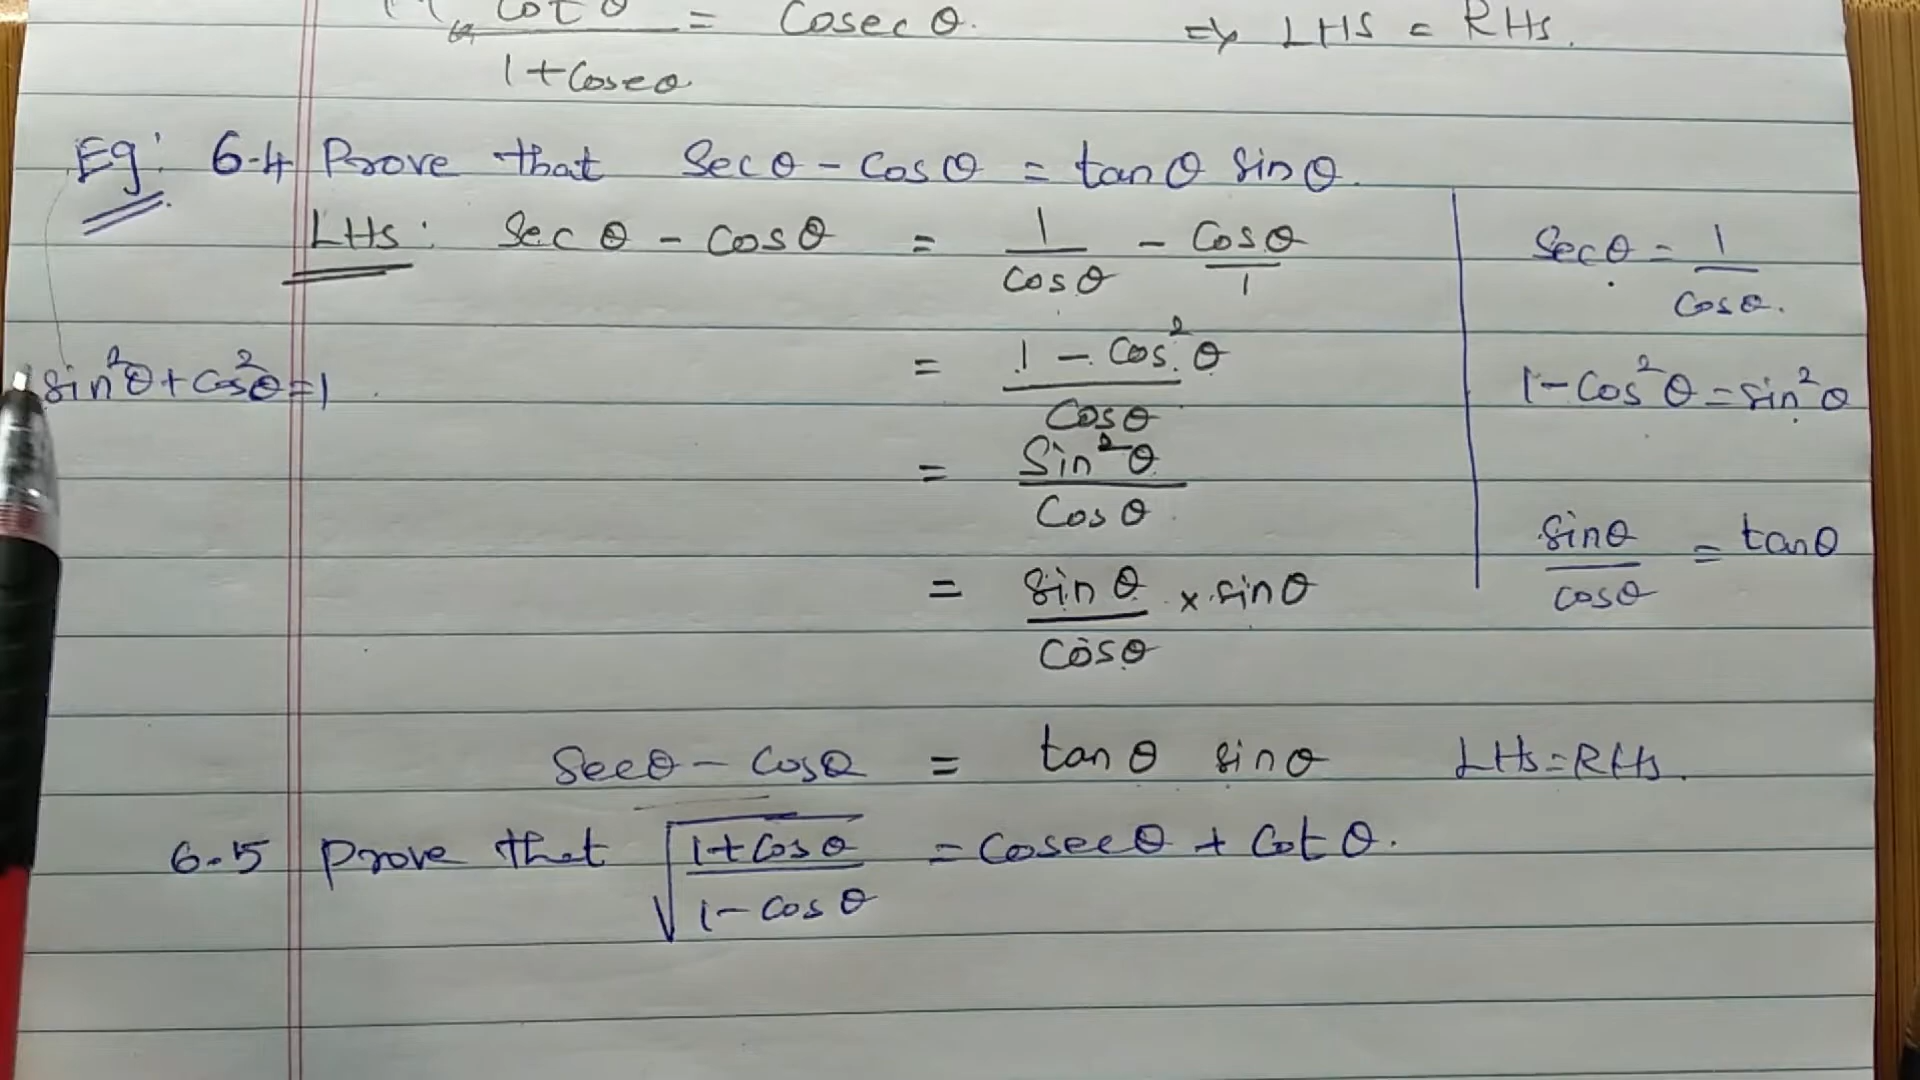 cot θ = Cosec θ. ⇒ LHS = RHS.
1+Cosecθ
Eg: 6.4 Prove that Sec θ - Cos θ = tan θ sin θ.
LHS: Sec θ - Cos θ = 1/Cos θ - Cos θ/1
Sec θ = 1/Cos θ.
= 1 - Cos²θ/Cos θ
sin²θ + Cos²θ = 1
1 - Cos²θ = sin²θ
= Sin²θ/Cos θ
= Sin θ/Cos θ × sin θ
sin θ/cos θ = tan θ
Sec θ - Cos θ = tan θ sin θ LHS = RHS.
6.5 Prove that √(1+Cos θ/1-Cos θ) = Cosec θ + Cot θ.